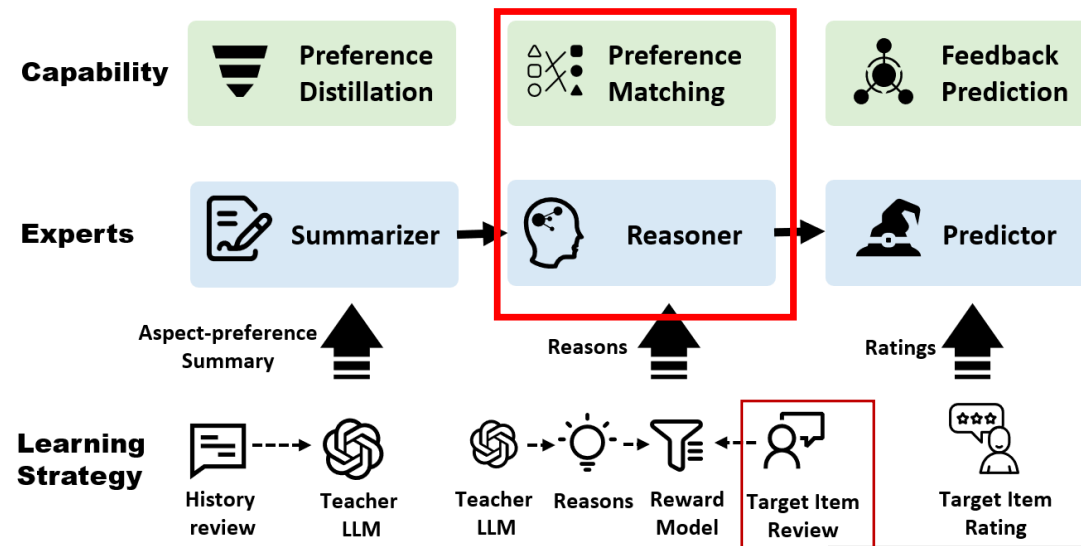 Capability
Preference
Distillation
Preference
Matching
Feedback
Prediction
Experts
Summarizer
Reasoner
Predictor
Aspect-preference
Summary
Reasons
Ratings
Learning
Strategy
History
review
Teacher
LLM
Teacher
LLM
Reasons
Reward
Model
Target Item
Review
Target Item
Rating